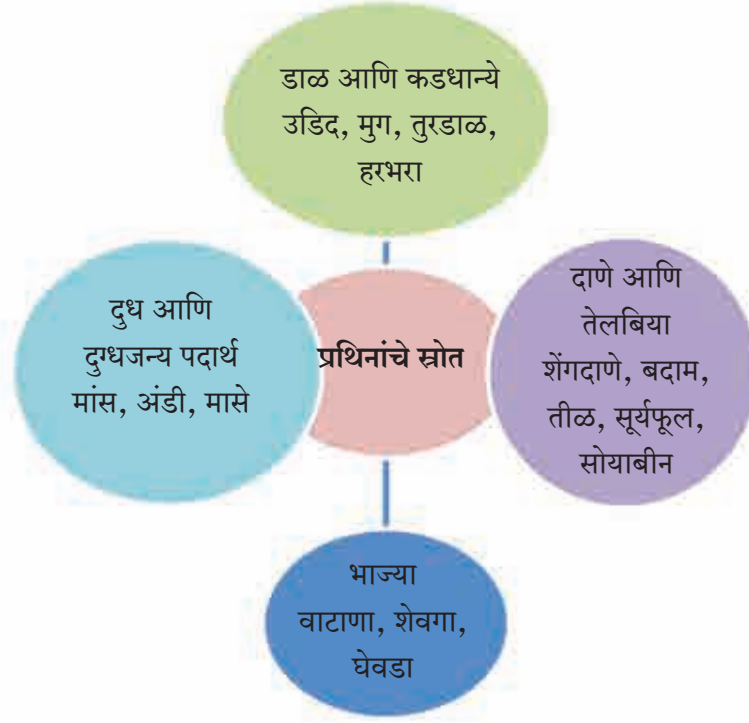 डाळ आणि कडधान्ये
उडिद, मुग, तुरडाळ,
हरभरा
दुध आणि
दुग्धजन्य पदार्थ
मांस, अंडी, मासे
प्रथिनांचे स्रोत
दाणे आणि
तेलबिया
शेंगदाणे, बदाम,
तीळ, सूर्यफूल,
सोयाबीन
भाज्या
वाटाणा, शेवगा,
घेवडा